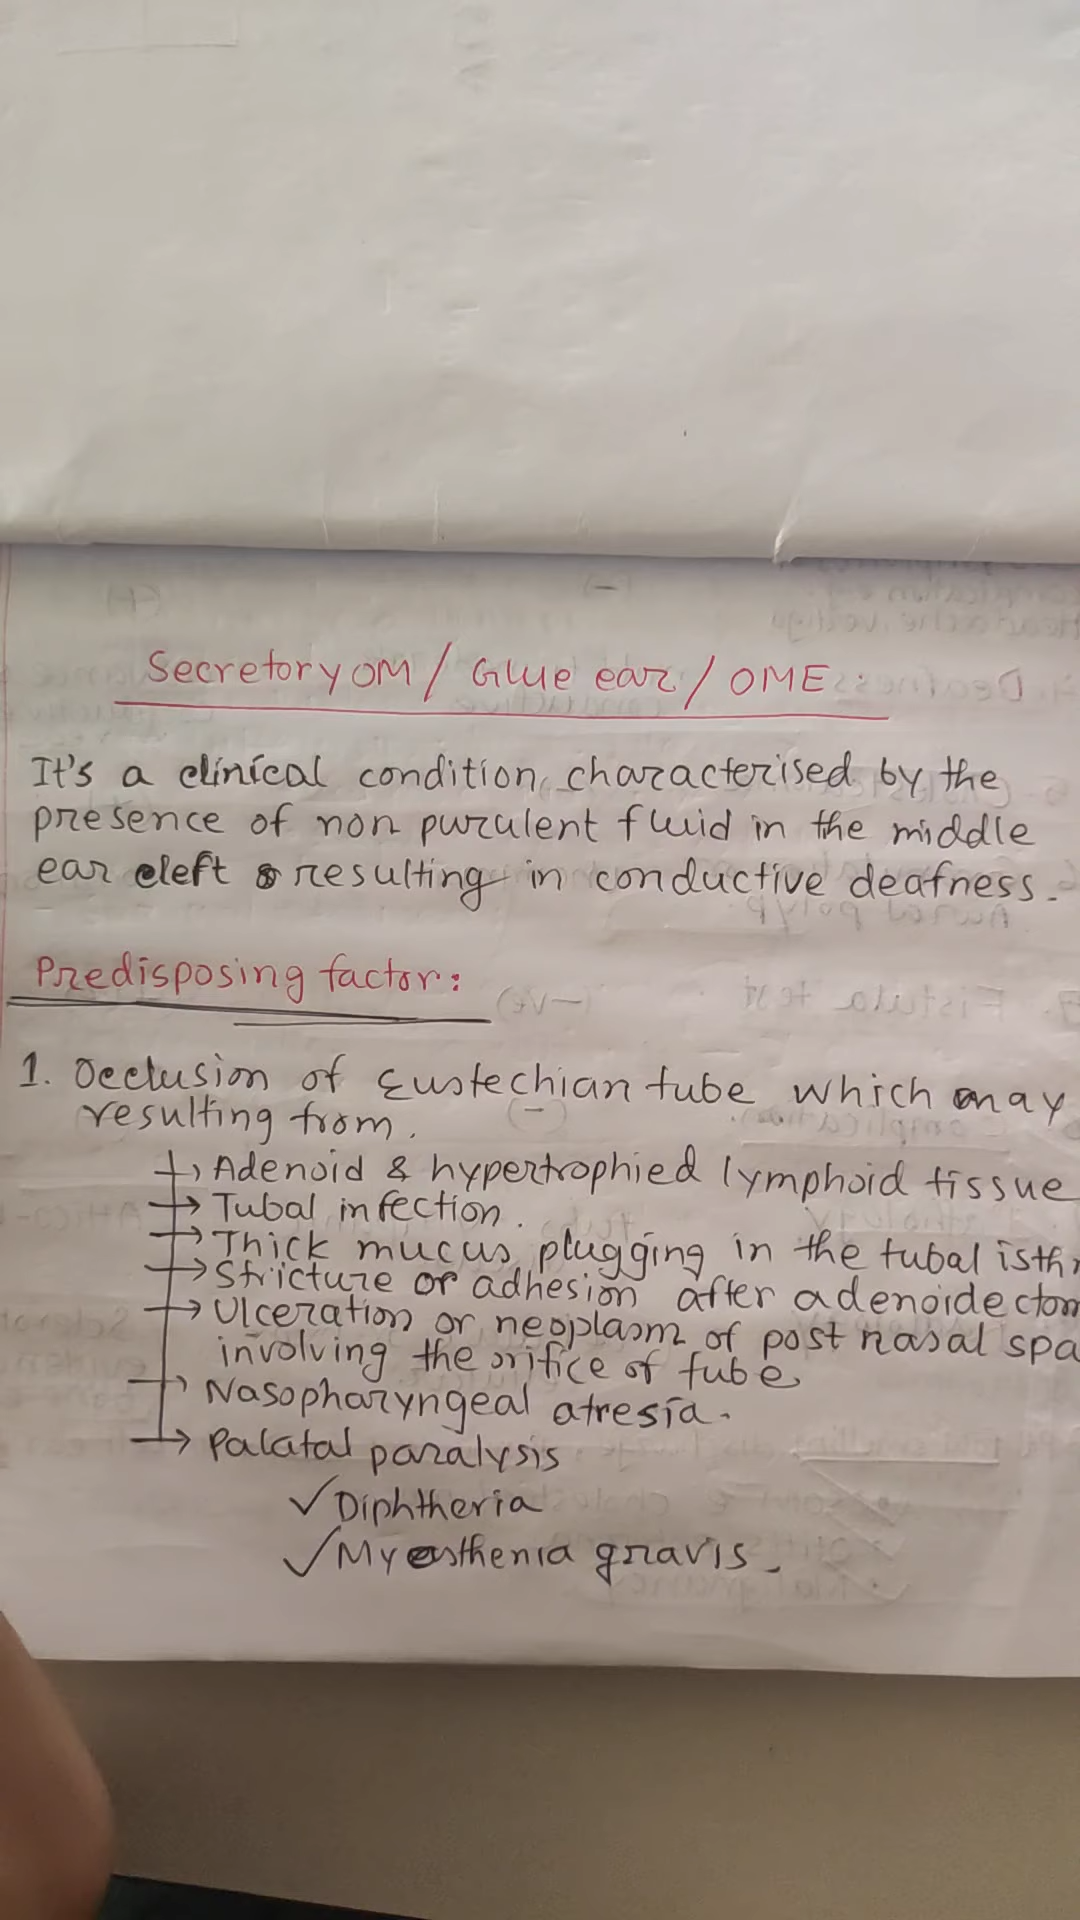 Secretory OM / Glue ear / OME:
It's a clinical condition, characterised by the
presence of non purulent fluid in the middle
ear cleft resulting in conductive deafness.
Predisposing factor:
1. Occlusion of Eustechian tube which may
resulting from.
Adenoid & hypertrophied lymphoid tissue
Tubal infection.
Thick mucus plugging in the tubal isth
Stricture or adhesion after adenoidectom
Ulceration or neoplasm of post nasal spa
involving the orifice of tube
Nasopharyngeal atresia.
Palatal paralysis
✓ Diphtheria
✓ Myasthenia gravis.